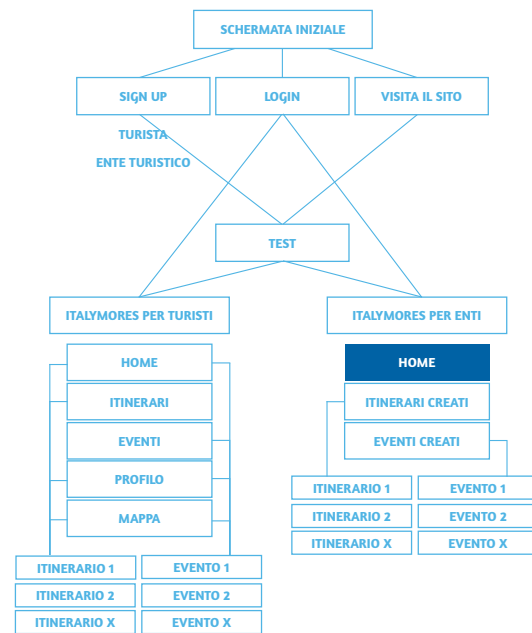 SCHERMATA INIZIALE
SIGN UP
LOGIN
VISITA IL SITO
TURISTA
ENTE TURISTICO
TEST
ITALYMORES PER TURISTI
ITALYMORES PER ENTI
HOME
ITINERARI
EVENTI
PROFILO
MAPPA
ITINERARIO 1
EVENTO 1
ITINERARIO 2
EVENTO 2
ITINERARIO X
EVENTO X
HOME
ITINERARI CREATI
EVENTI CREATI
ITINERARIO 1
EVENTO 1
ITINERARIO 2
EVENTO 2
ITINERARIO X
EVENTO X